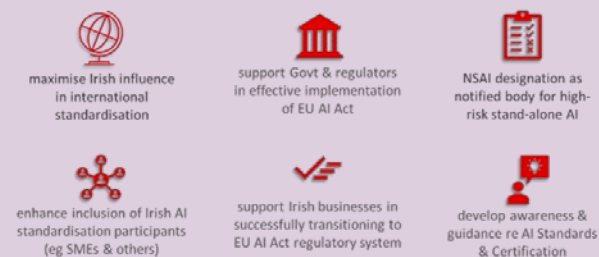 maximise Irish influence
in international
standardisation
support Govt & regulators
in effective implementation
of EU AI Act
NSAI designation as
notified body for high-
risk stand-alone AI
enhance inclusion of Irish AI
standardisation participants
(eg SMEs & others)
support Irish businesses in
successfully transitioning to
EU AI Act regulatory system
develop awareness &
guidance re AI Standards
& Certification